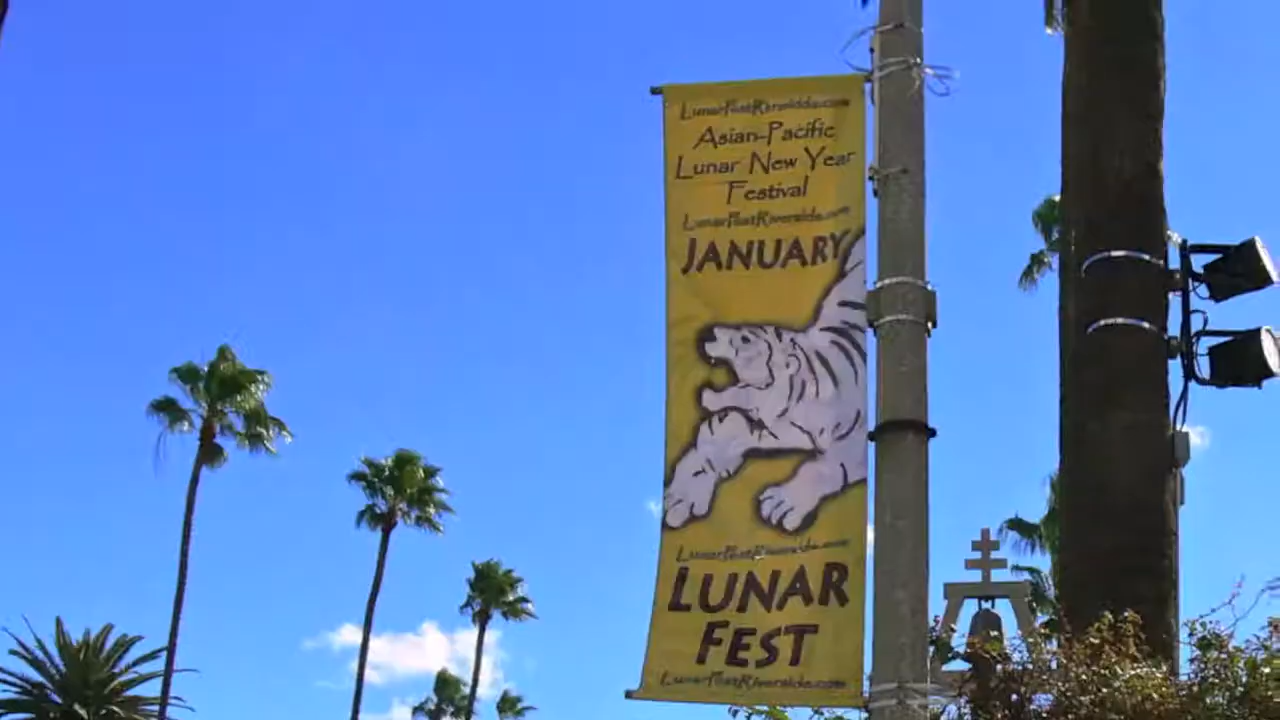 LunarFestRiverside.com
Asian-Pacific
Lunar New Year
Festival
LunarFestRiverside.com
JANUARY
LunarFestRiverside.com
LUNAR
FEST
LunarFestRiverside.com